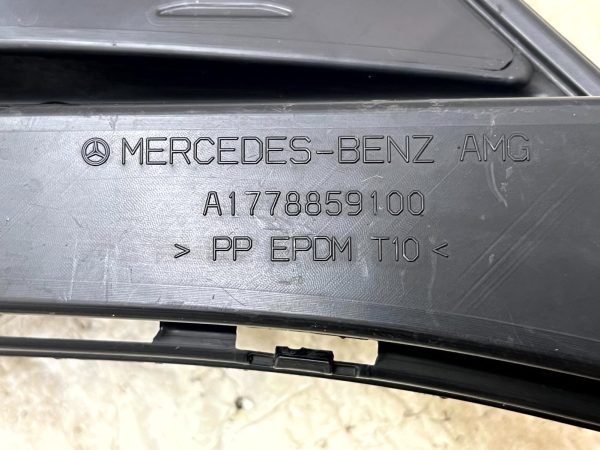 MERCEDES-BENZ AMG
A1778859100
> PP EPDM T10 <